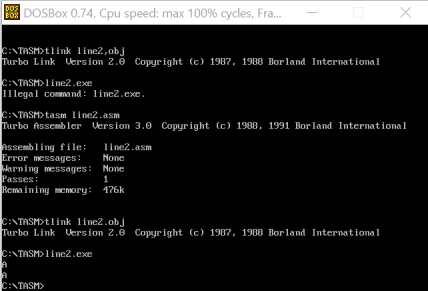 DOS
BOX
DOSBox 0.74, Cpu speed: max 100% cycles, Fra...
C:\TASM>tlink line2,obj
Turbo Link  Version 2.0  Copyright (c) 1987, 1988 Borland International
C:\TASM>line2.exe
Illegal command: line2.exe.
C:\TASM>tasm line2.asm
Turbo Assembler  Version 3.0  Copyright (c) 1988, 1991 Borland International
Assembling file:   line2.asm
Error messages:    None
Warning messages:  None
Passes:            1
Remaining memory:  476k
C:\TASM>tlink line2.obj
Turbo Link  Version 2.0  Copyright (c) 1987, 1988 Borland International
C:\TASM>line2.exe
A
A
C:\TASM>